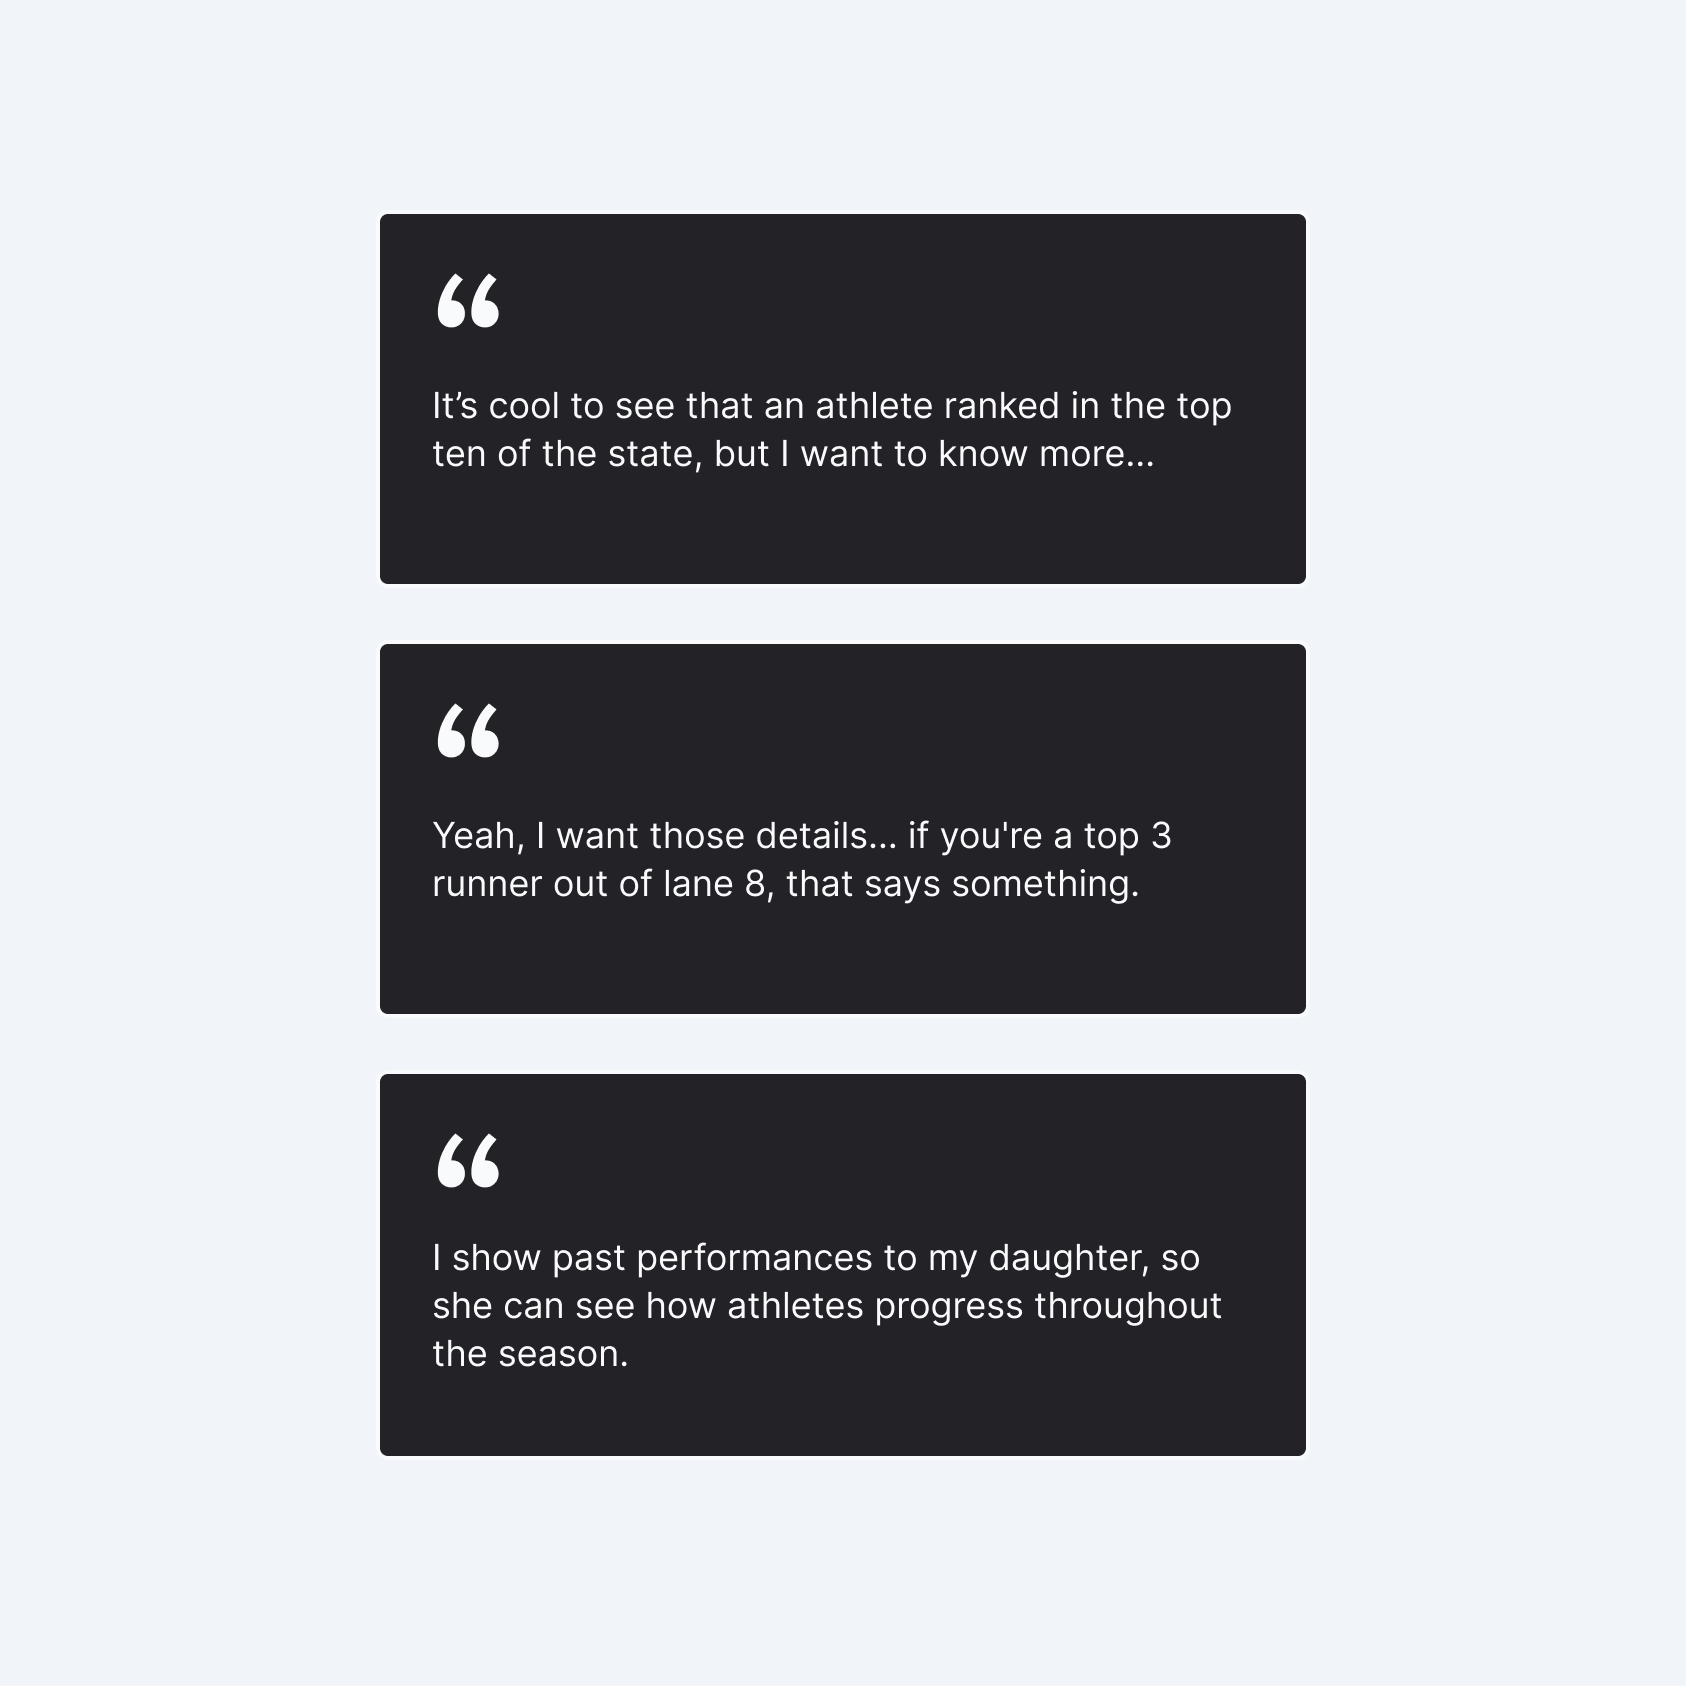 “
It’s cool to see that an athlete ranked in the top
ten of the state, but I want to know more...
“
Yeah, I want those details... if you're a top 3
runner out of lane 8, that says something.
“
I show past performances to my daughter, so
she can see how athletes progress throughout
the season.